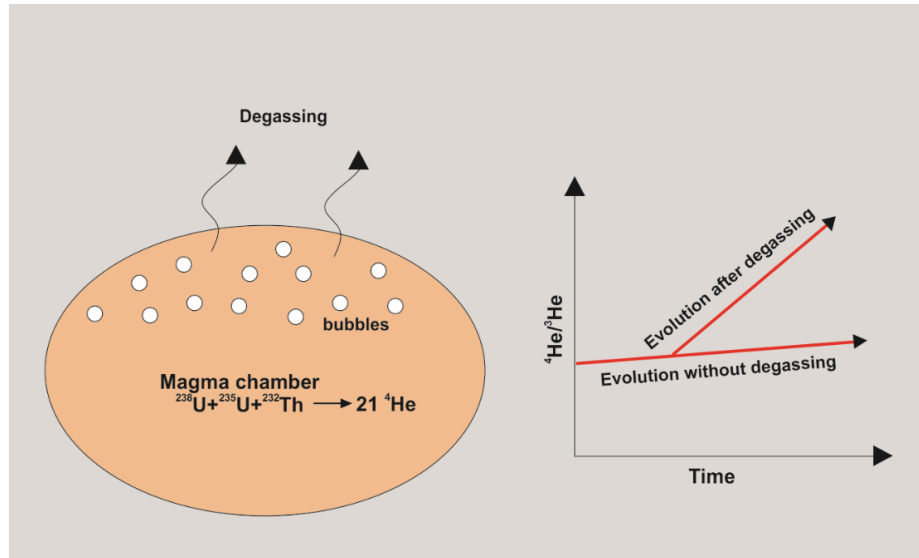 Degassing
bubbles
Magma chamber
²³⁸U+²³⁵U+²³²Th → 21 ⁴He
⁴He/³He
Evolution after degassing
Evolution without degassing
Time